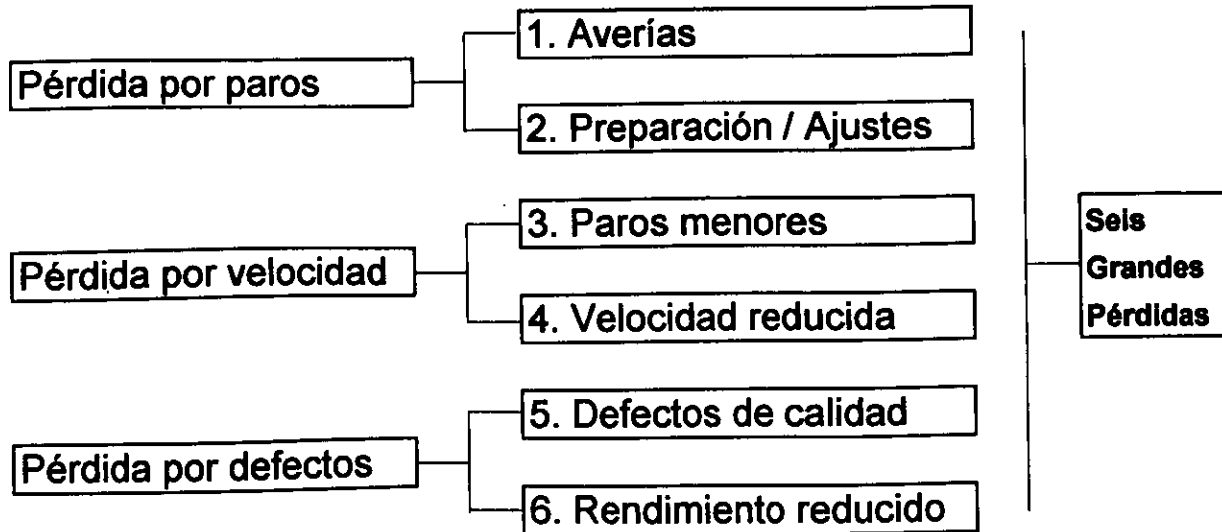 Pérdida por paros
1. Averías
2. Preparación / Ajustes
Pérdida por velocidad
3. Paros menores
4. Velocidad reducida
Pérdida por defectos
5. Defectos de calidad
6. Rendimiento reducido
Seis
Grandes
Pérdidas